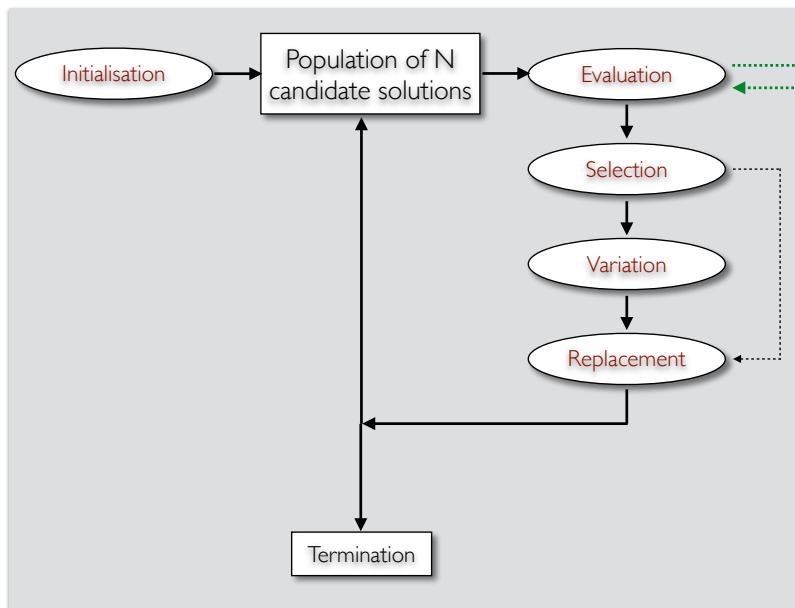 Initialisation
Population of N
candidate solutions
Evaluation
Selection
Variation
Replacement
Termination